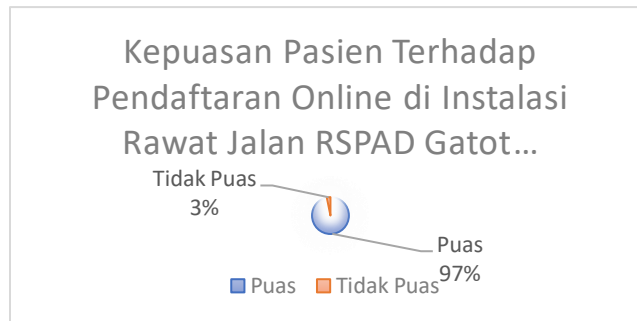 Kepuasan Pasien Terhadap
Pendaftaran Online di Instalasi
Rawat Jalan RSPAD Gatot…
Tidak Puas
3%
Puas
97%
Puas Tidak Puas